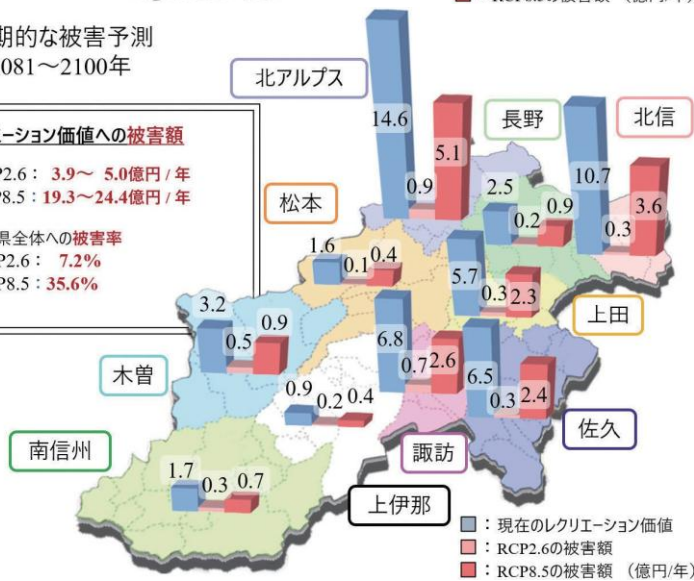 RCP8.5の被害額 (億円/年)
期的な被害予測
081～2100年
エーション価値への被害額
P2.6： 3.9～ 5.0億円 / 年
P8.5：19.3～24.4億円 / 年
県全体への被害率
P2.6： 7.2%
P8.5：35.6%
北アルプス
14.6
0.9
5.1
長野
2.5
0.2
0.9
北信
10.7
0.3
3.6
松本
1.6
0.1
0.4
5.7
0.3
2.3
上田
木曽
3.2
0.5
0.9
6.8
0.7
2.6
諏訪
6.5
0.3
2.4
佐久
0.9
0.2
0.4
上伊那
南信州
1.7
0.3
0.7
：現在のレクリエーション価値
：RCP2.6の被害額
：RCP8.5の被害額 (億円/年)